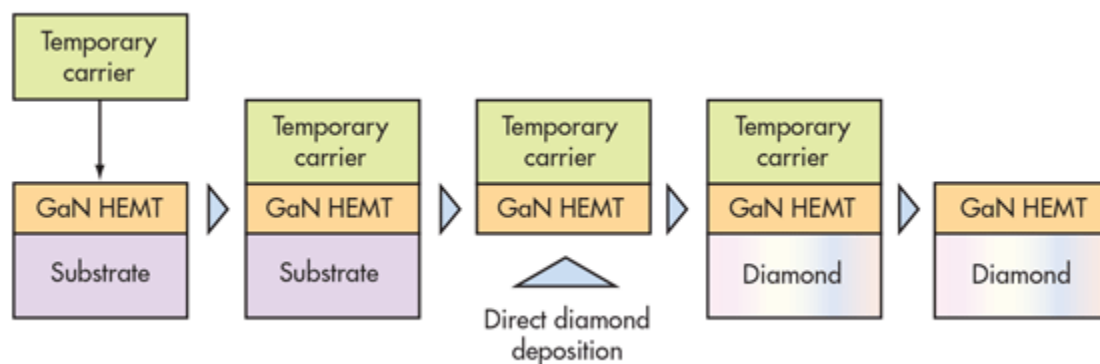 Temporary
carrier
GaN HEMT
Substrate
Temporary
carrier
GaN HEMT
Substrate
Temporary
carrier
GaN HEMT
Direct diamond
deposition
Temporary
carrier
GaN HEMT
Diamond
GaN HEMT
Diamond